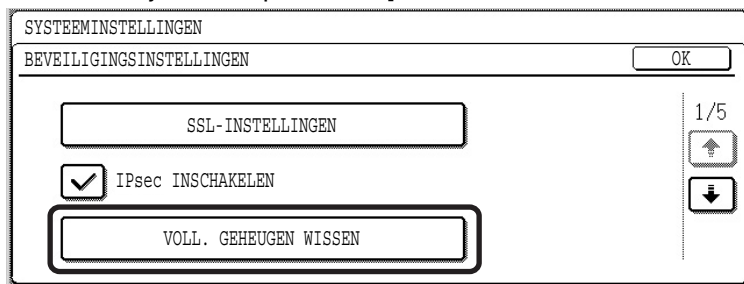 SYSTEEMINSTELLINGEN
BEVEILIGINGSINSTELLINGEN OK
SSL-INSTELLINGEN
1/5
IPsec INSCHAKELEN
VOLL. GEHEUGEN WISSEN